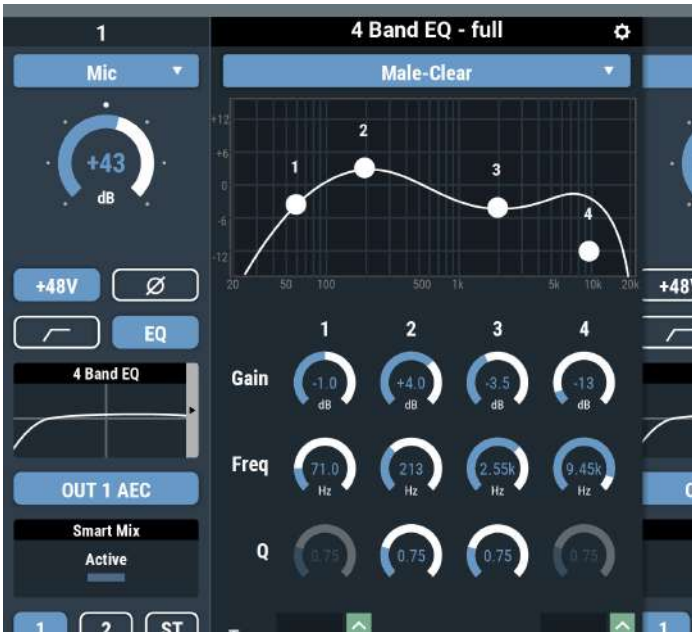 1
Mic
+43
dB
+48V
Ø
EQ
4 Band EQ
OUT 1 AEC
Smart Mix
Active
1
2
ST
4 Band EQ - full
Male-Clear
+12
+6
0
-6
-12
1
2
3
4
20
50
100
500
1k
5k
10k
20k
1 2 3 4
Gain -1.0 dB +4.0 dB -3.5 dB -13 dB
Freq 71.0 Hz 213 Hz 2.55k Hz 9.45k Hz
Q 0.75 0.75 0.75 0.75
+48V
1